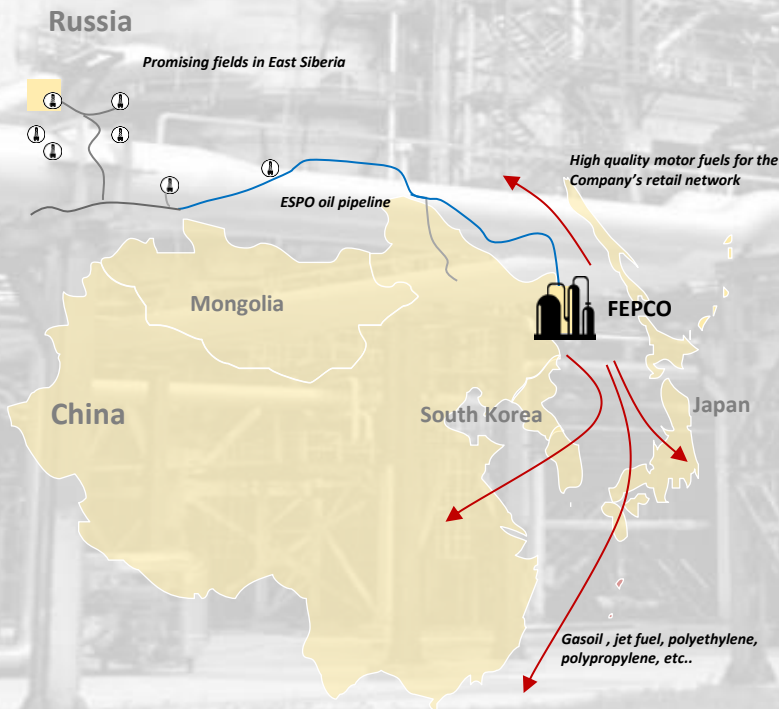 Russia
Promising fields in East Siberia
High quality motor fuels for the
Company's retail network
ESPO oil pipeline
Mongolia
FEPCO
China
South Korea
Japan
Gasoil , jet fuel, polyethylene,
polypropylene, etc..